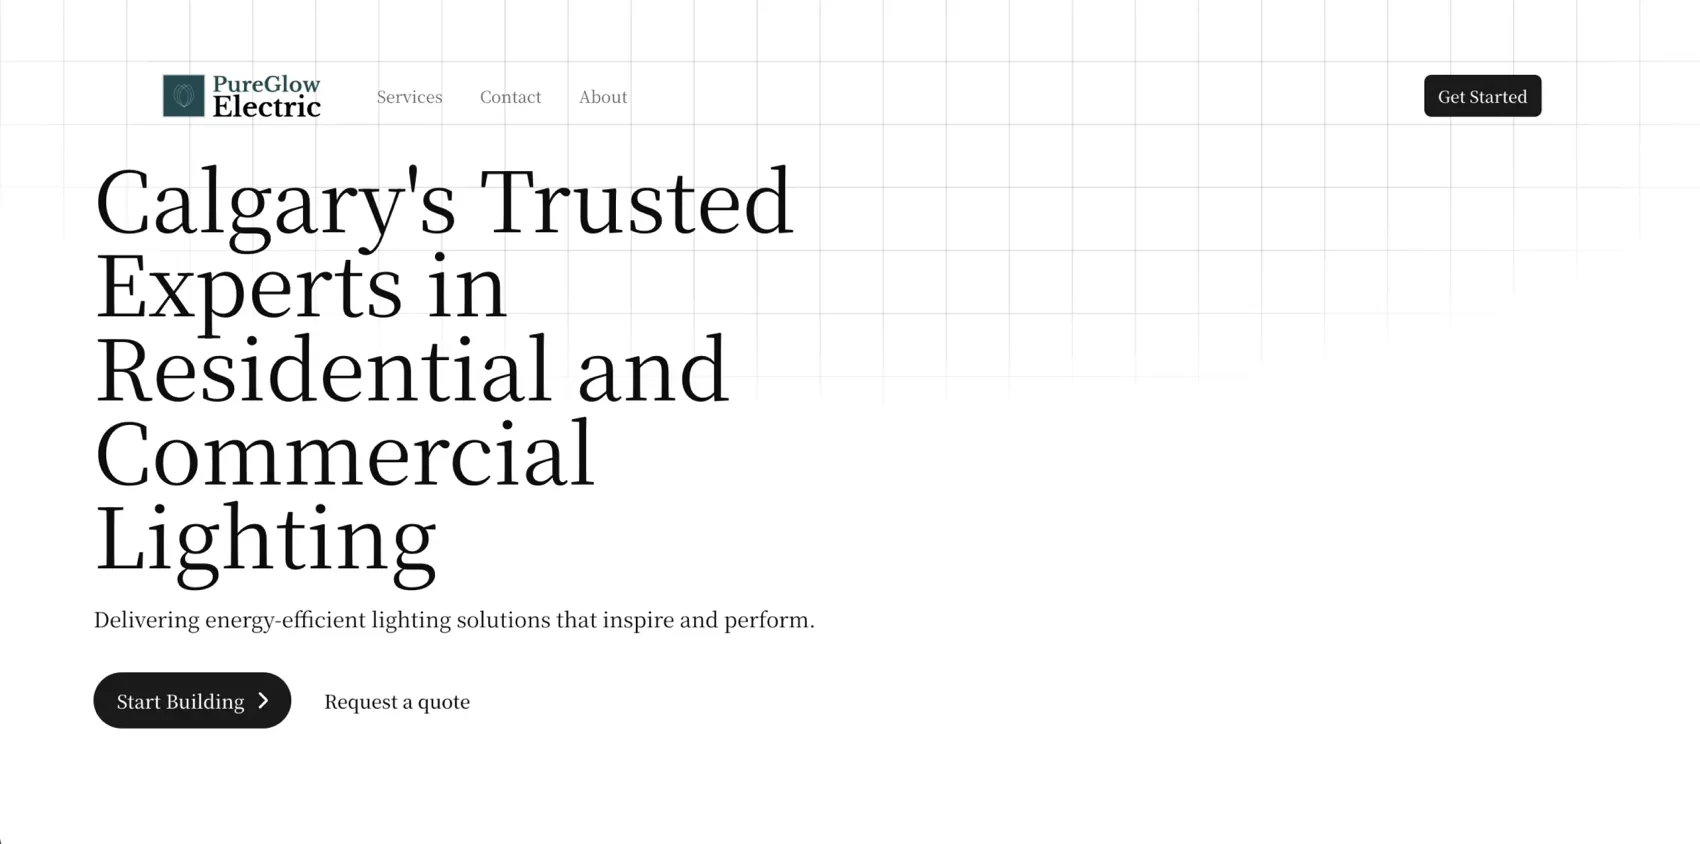 PureGlow
Electric
Services
Contact
About
Get Started
Calgary's Trusted
Experts in
Residential and
Commercial
Lighting
Delivering energy-efficient lighting solutions that inspire and perform.
Start Building
Request a quote